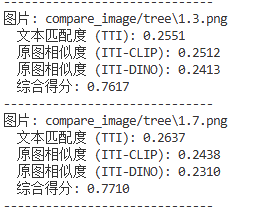 ------------------------------
图片: compare_image/tree\1.3.png
文本匹配度 (TTI): 0.2551
原图相似度 (ITI-CLIP): 0.2512
原图相似度 (ITI-DINO): 0.2413
综合得分: 0.7617
------------------------------
图片: compare_image/tree\1.7.png
文本匹配度 (TTI): 0.2637
原图相似度 (ITI-CLIP): 0.2438
原图相似度 (ITI-DINO): 0.2310
综合得分: 0.7710
------------------------------